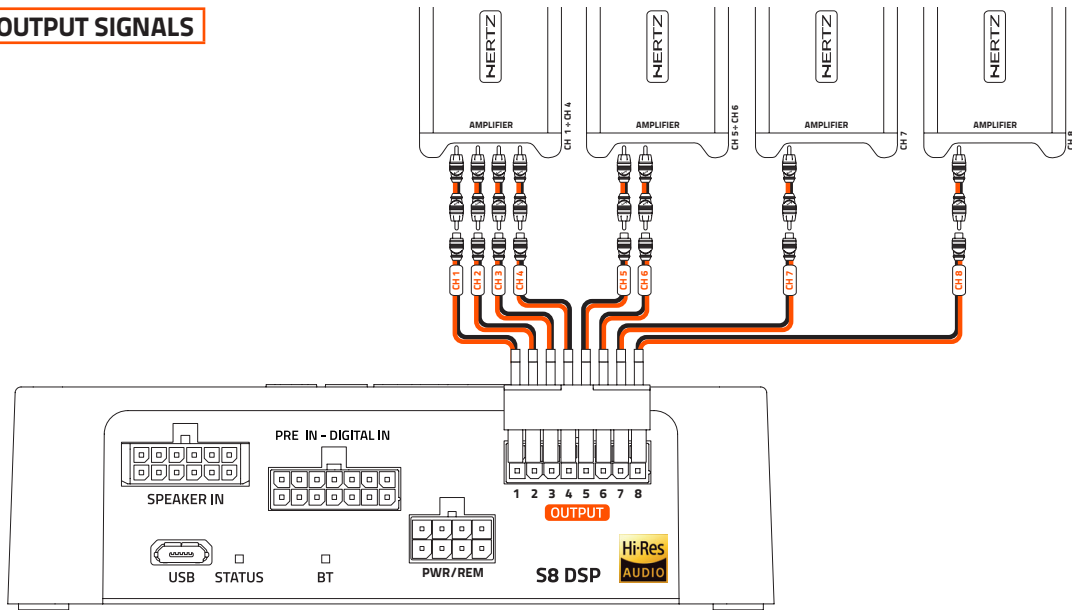 OUTPUT SIGNALS
HERTZ
HERTZ
HERTZ
HERTZ
AMPLIFIER
AMPLIFIER
AMPLIFIER
AMPLIFIER
CH 1 ÷ CH 4
CH 5 ÷ CH 6
CH 7
CH 8
CH 1
CH 2
CH 3
CH 4
CH 5
CH 6
CH 7
CH 8
PRE IN - DIGITAL IN
SPEAKER IN
1 2 3 4 5 6 7 8
OUTPUT
USB
STATUS
BT
PWR/REM
S8 DSP
Hi-Res
AUDIO